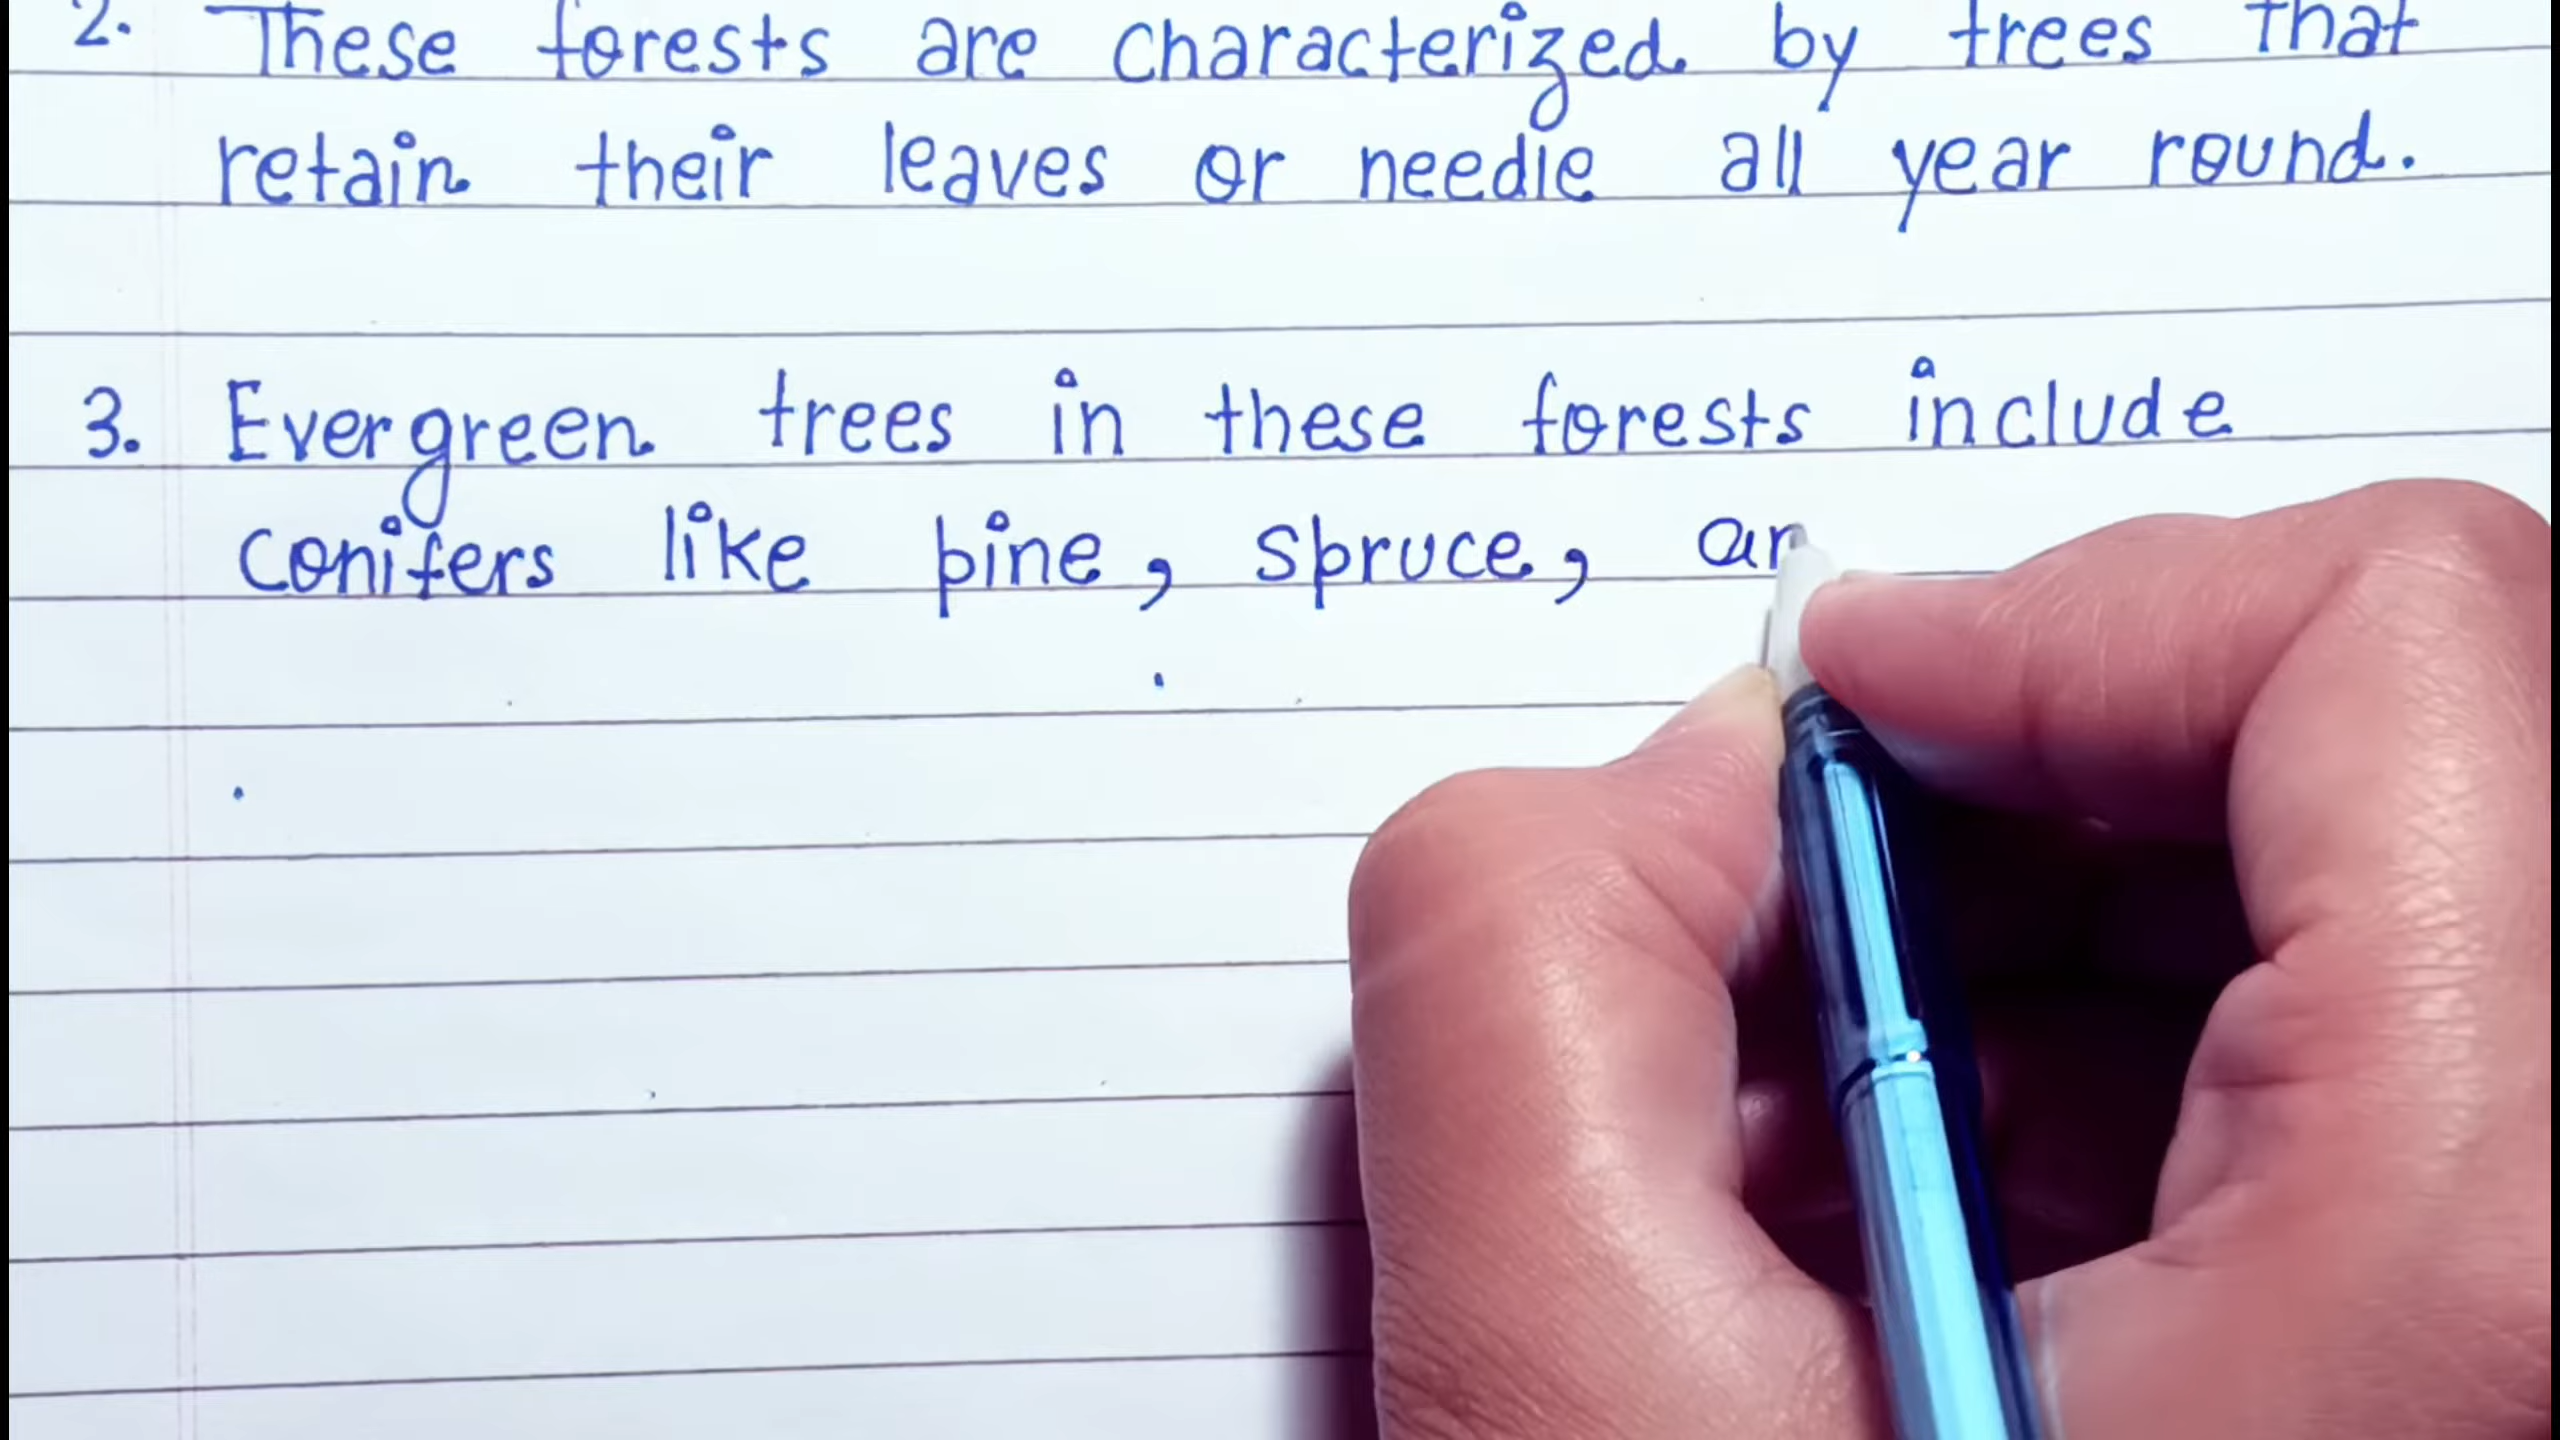 2. These forests are characterized by trees that
retain their leaves or needle all year round.
3. Evergreen trees in these forests include
conifers like pine, spruce, an